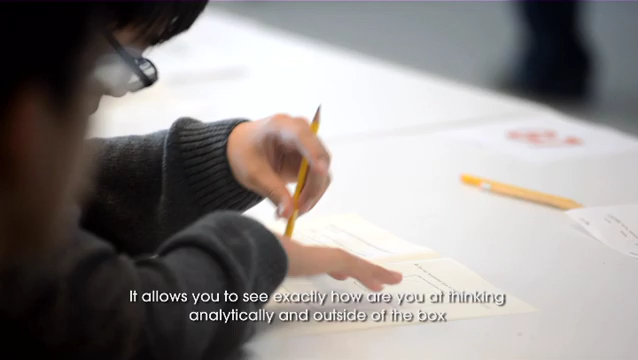 It allows you to see exactly how are you at thinking
analytically and outside of the box